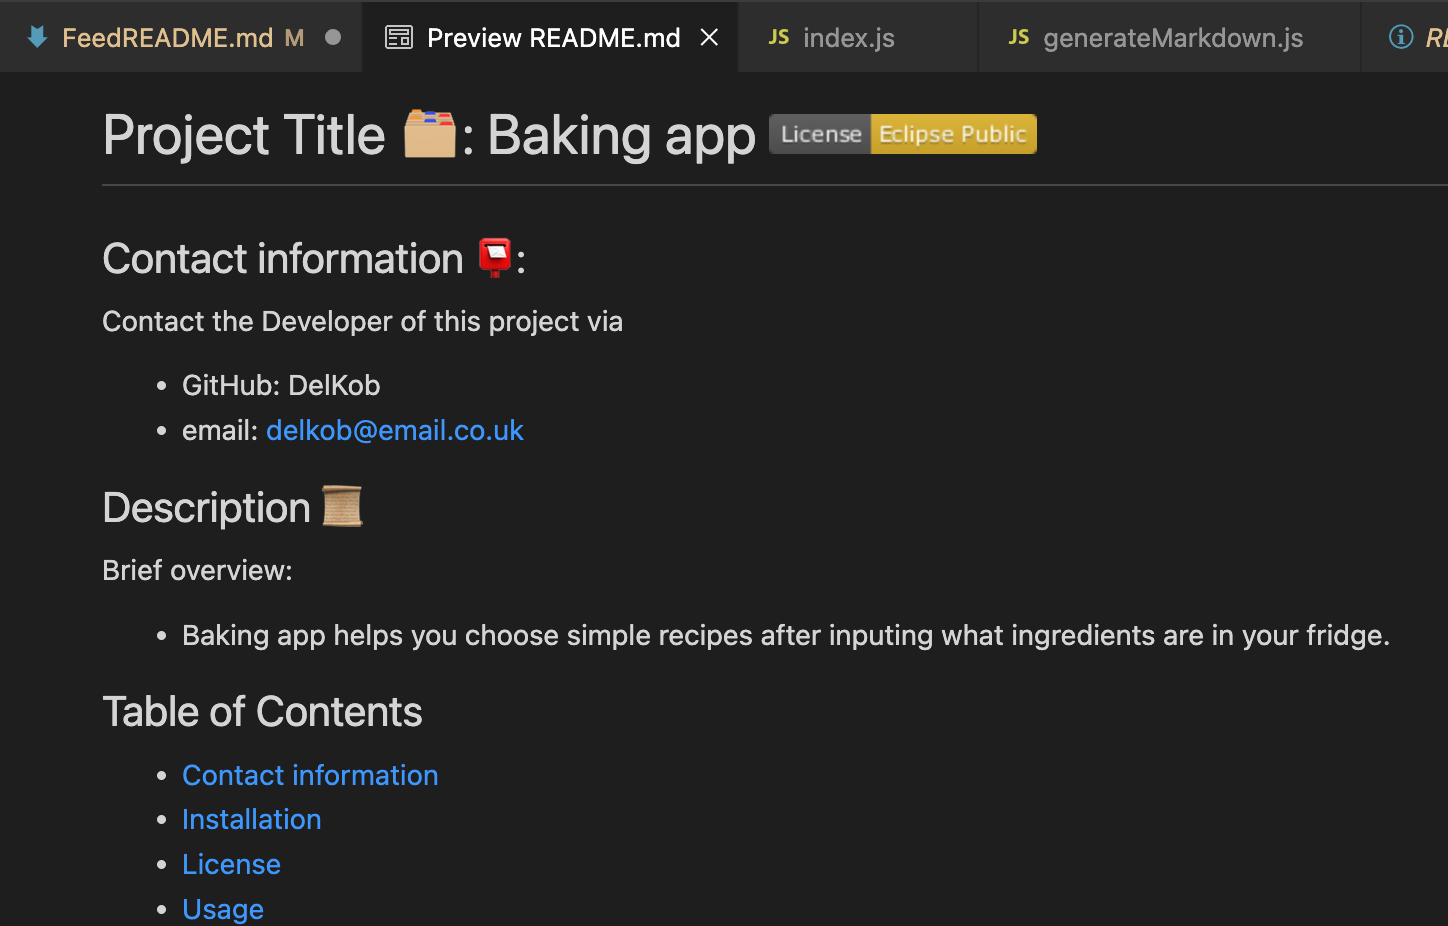 FeedREADME.md M
Preview README.md
JS index.js
JS generateMarkdown.js
Project Title 🗂️: Baking app License Eclipse Public
Contact information 📮:
Contact the Developer of this project via
• GitHub: DelKob
• email: delkob@email.co.uk
Description 📜
Brief overview:
• Baking app helps you choose simple recipes after inputing what ingredients are in your fridge.
Table of Contents
• Contact information
• Installation
• License
• Usage